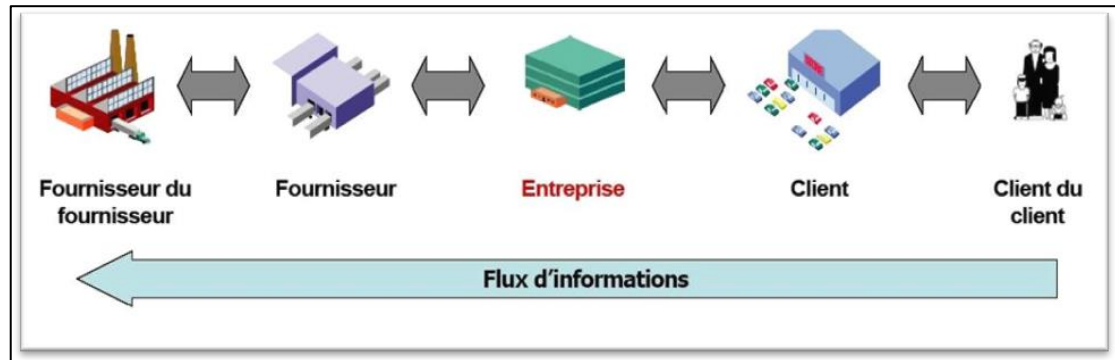 Fournisseur du
fournisseur
Fournisseur
Entreprise
Client
Client du
client
Flux d'informations